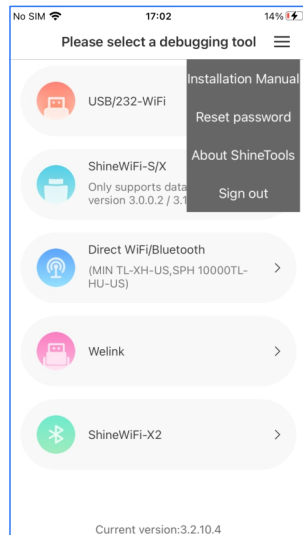 No SIM 17:02 14%
Please select a debugging tool
Installation Manual
Reset password
About ShineTools
Sign out
USB/232-WiFi
ShineWiFi-S/X
Only supports data
version 3.0.0.2 / 3.1
Direct WiFi/Bluetooth
(MIN TL-XH-US,SPH 10000TL-
HU-US)
Welink
ShineWiFi-X2
Current version:3.2.10.4